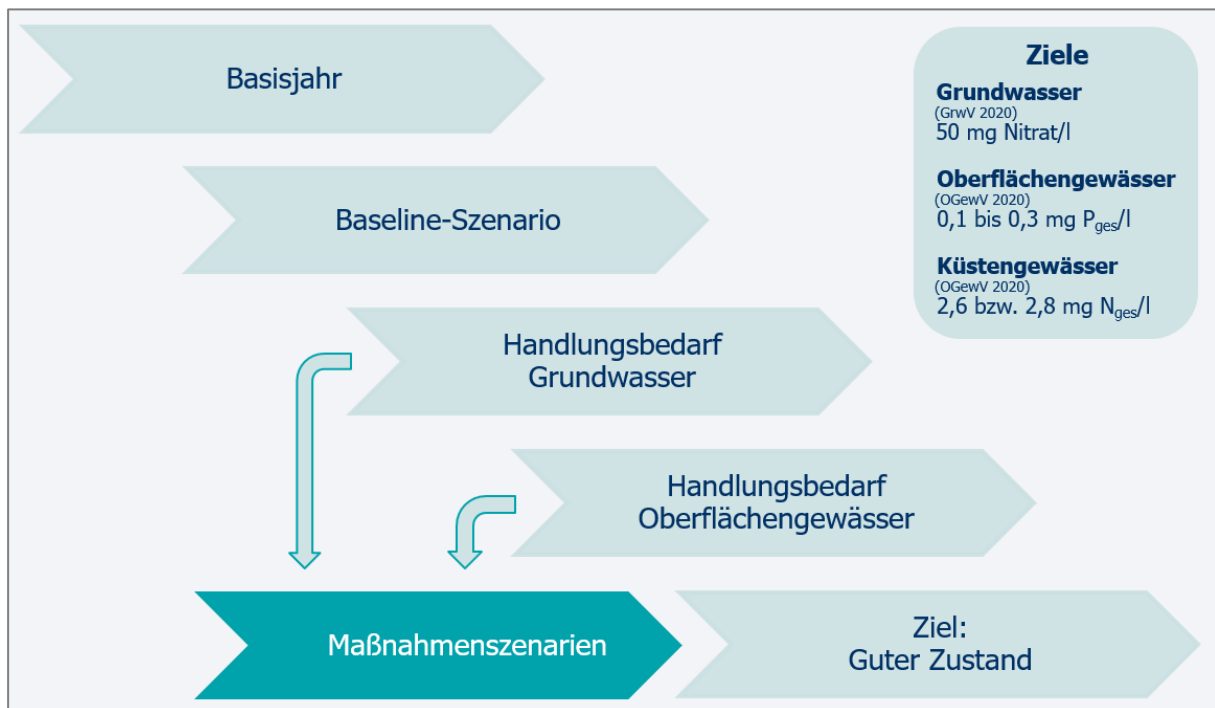 Basisjahr
Baseline-Szenario
Handlungsbedarf
Grundwasser
Handlungsbedarf
Oberflächengewässer
Maßnahmenszenarien
Ziel:
Guter Zustand
Ziele
Grundwasser
(GrwV 2020)
50 mg Nitrat/l
Oberflächengewässer
(OGewV 2020)
0,1 bis 0,3 mg Pges/l
Küstengewässer
(OGewV 2020)
2,6 bzw. 2,8 mg Nges/l